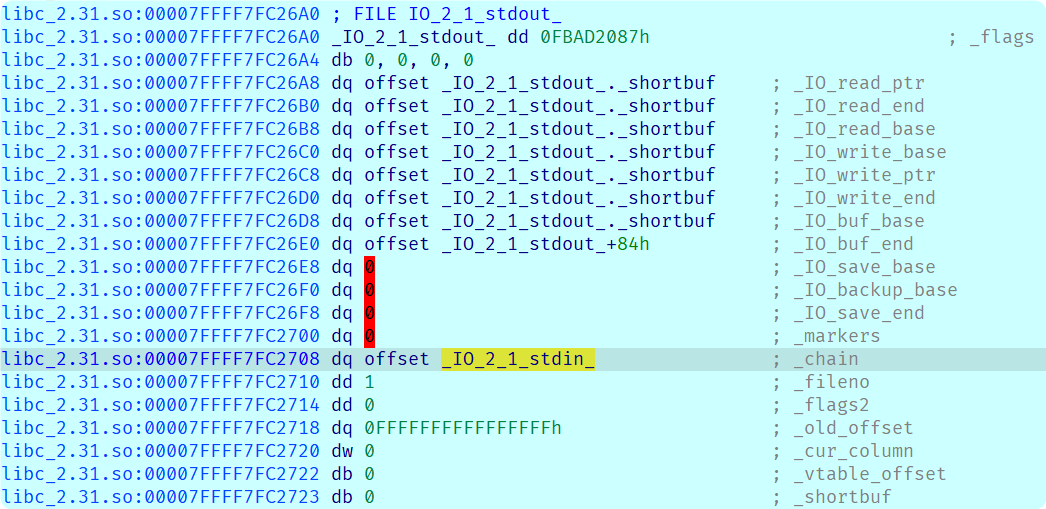 libc_2.31.so:00007FFFF7FC26A0 ; FILE IO_2_1_stdout_
libc_2.31.so:00007FFFF7FC26A0 _IO_2_1_stdout_ dd 0FBAD2087h ; _flags
libc_2.31.so:00007FFFF7FC26A4 db 0, 0, 0, 0
libc_2.31.so:00007FFFF7FC26A8 dq offset _IO_2_1_stdout_._shortbuf ; _IO_read_ptr
libc_2.31.so:00007FFFF7FC26B0 dq offset _IO_2_1_stdout_._shortbuf ; _IO_read_end
libc_2.31.so:00007FFFF7FC26B8 dq offset _IO_2_1_stdout_._shortbuf ; _IO_read_base
libc_2.31.so:00007FFFF7FC26C0 dq offset _IO_2_1_stdout_._shortbuf ; _IO_write_base
libc_2.31.so:00007FFFF7FC26C8 dq offset _IO_2_1_stdout_._shortbuf ; _IO_write_ptr
libc_2.31.so:00007FFFF7FC26D0 dq offset _IO_2_1_stdout_._shortbuf ; _IO_write_end
libc_2.31.so:00007FFFF7FC26D8 dq offset _IO_2_1_stdout_._shortbuf ; _IO_buf_base
libc_2.31.so:00007FFFF7FC26E0 dq offset _IO_2_1_stdout_+84h ; _IO_buf_end
libc_2.31.so:00007FFFF7FC26E8 dq 0 ; _IO_save_base
libc_2.31.so:00007FFFF7FC26F0 dq 0 ; _IO_backup_base
libc_2.31.so:00007FFFF7FC26F8 dq 0 ; _IO_save_end
libc_2.31.so:00007FFFF7FC2700 dq 0 ; _markers
libc_2.31.so:00007FFFF7FC2708 dq offset _IO_2_1_stdin_ ; _chain
libc_2.31.so:00007FFFF7FC2710 dd 1 ; _fileno
libc_2.31.so:00007FFFF7FC2714 dd 0 ; _flags2
libc_2.31.so:00007FFFF7FC2718 dq 0FFFFFFFFFFFFFFFFh ; _old_offset
libc_2.31.so:00007FFFF7FC2720 dw 0 ; _cur_column
libc_2.31.so:00007FFFF7FC2722 db 0 ; _vtable_offset
libc_2.31.so:00007FFFF7FC2723 db 0 ; _shortbuf